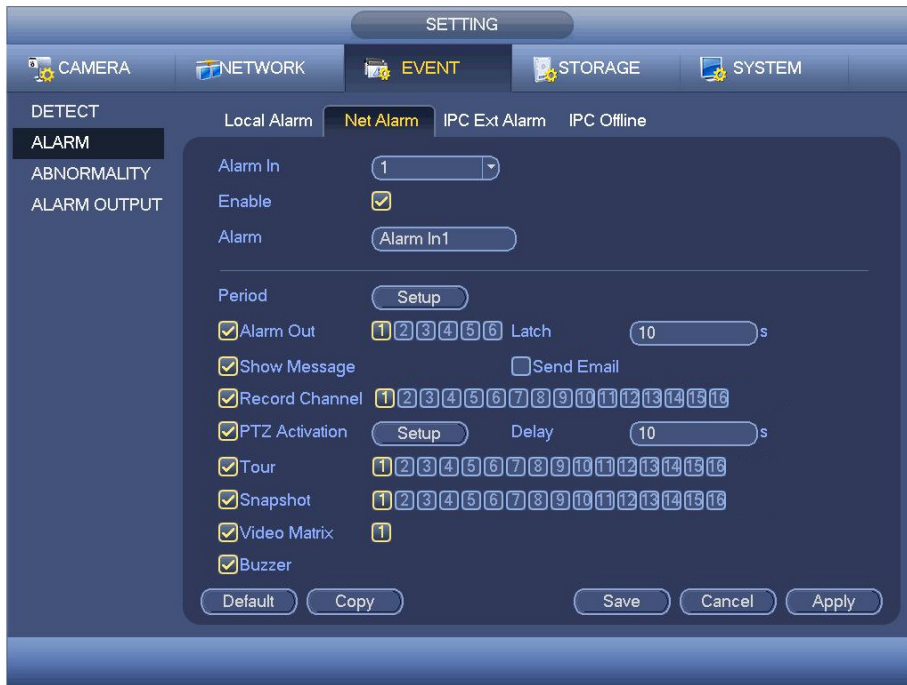 SETTING
CAMERA NETWORK EVENT STORAGE SYSTEM
DETECT
ALARM
ABNORMALITY
ALARM OUTPUT
Local Alarm Net Alarm IPC Ext Alarm IPC Offline
Alarm In 1
Enable
Alarm Alarm In1
Period Setup
Alarm Out 1 2 3 4 5 6 Latch 10 s
Show Message Send Email
Record Channel 1 2 3 4 5 6 7 8 9 10 11 12 13 14 15 16
PTZ Activation Setup Delay 10 s
Tour 1 2 3 4 5 6 7 8 9 10 11 12 13 14 15 16
Snapshot 1 2 3 4 5 6 7 8 9 10 11 12 13 14 15 16
Video Matrix 1
Buzzer
Default Copy Save Cancel Apply